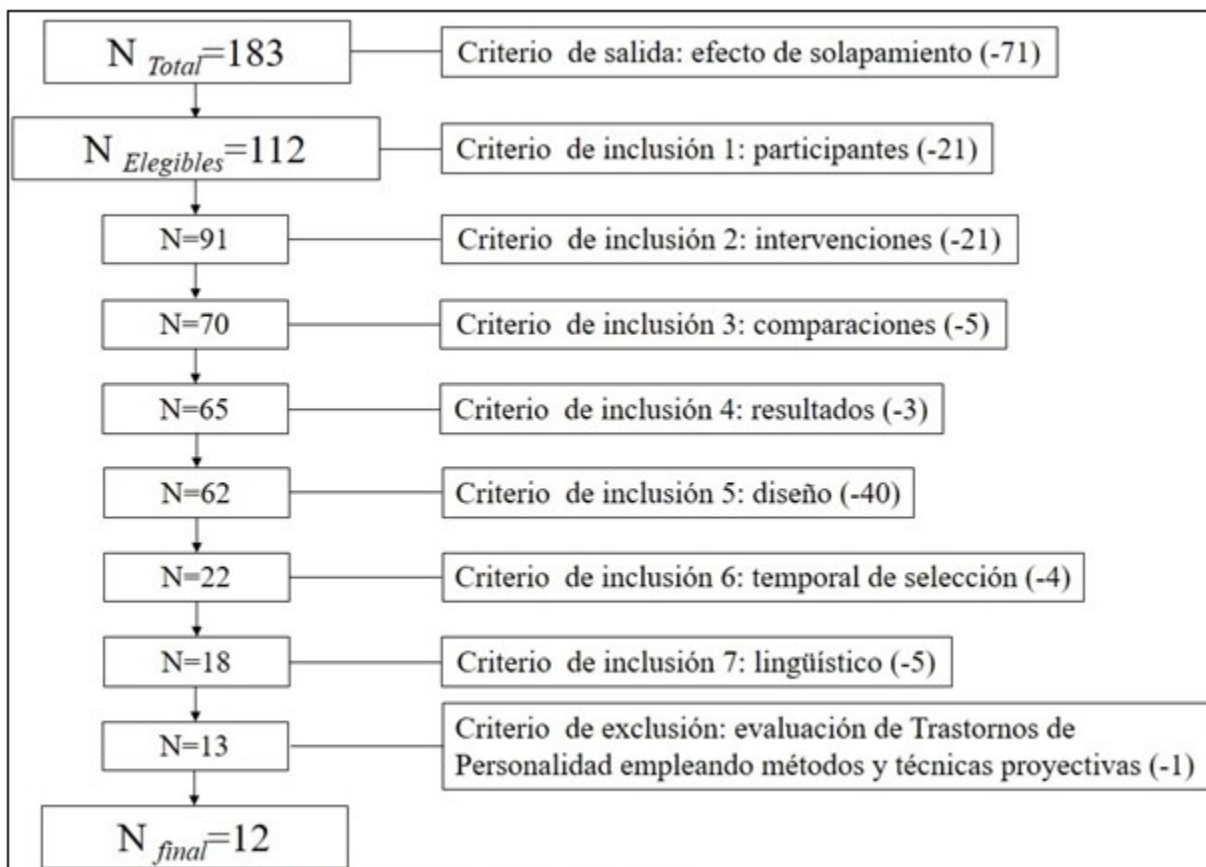 N Total=183
Criterio de salida: efecto de solapamiento (-71)
N Elegibles=112
Criterio de inclusión 1: participantes (-21)
N=91
Criterio de inclusión 2: intervenciones (-21)
N=70
Criterio de inclusión 3: comparaciones (-5)
N=65
Criterio de inclusión 4: resultados (-3)
N=62
Criterio de inclusión 5: diseño (-40)
N=22
Criterio de inclusión 6: temporal de selección (-4)
N=18
Criterio de inclusión 7: lingüístico (-5)
N=13
Criterio de exclusión: evaluación de Trastornos de
Personalidad empleando métodos y técnicas proyectivas (-1)
N final=12